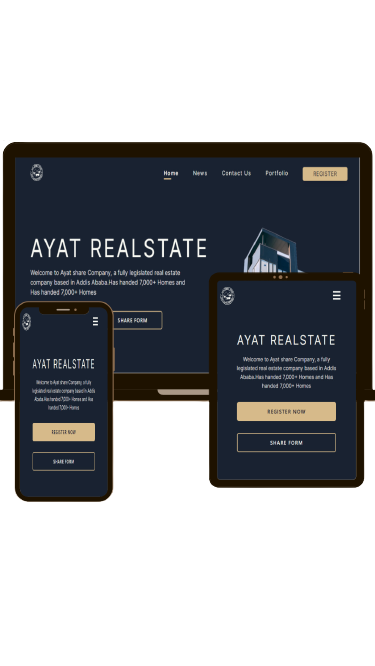 Home News Contact Us Portfolio REGISTER
AYAT REALSTATE
Welcome to Ayat share Company, a fully legislated real estate
company based in Addis Ababa.Has handed 7,000+ Homes and
Has handed 7,000+ Homes
SHARE FORM
AYAT REALSTATE
Welcome to Ayat share Company, a fully
legislated real estate company based in Addis
Ababa.Has handed 7,000+ Homes and Has
handed 7,000+ Homes
REGISTER NOW
SHARE FORM
AYAT REALSTATE
Welcome to Ayat share Company, a fully
legislated real estate company based in Addis
Ababa.Has handed 7,000+ Homes and Has
handed 7,000+ Homes
REGISTER NOW
SHARE FORM